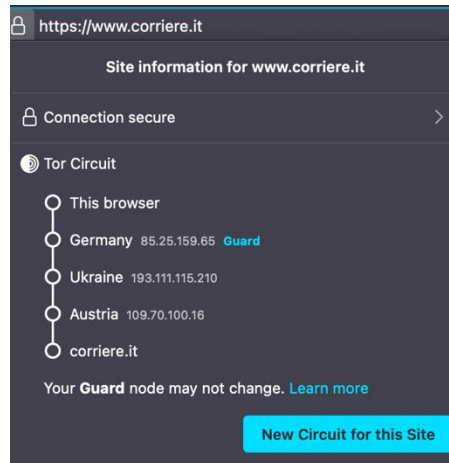 https://www.corriere.it
Site information for www.corriere.it
Connection secure
Tor Circuit
This browser
Germany 85.25.159.65 Guard
Ukraine 193.111.115.210
Austria 109.70.100.16
corriere.it
Your Guard node may not change. Learn more
New Circuit for this Site